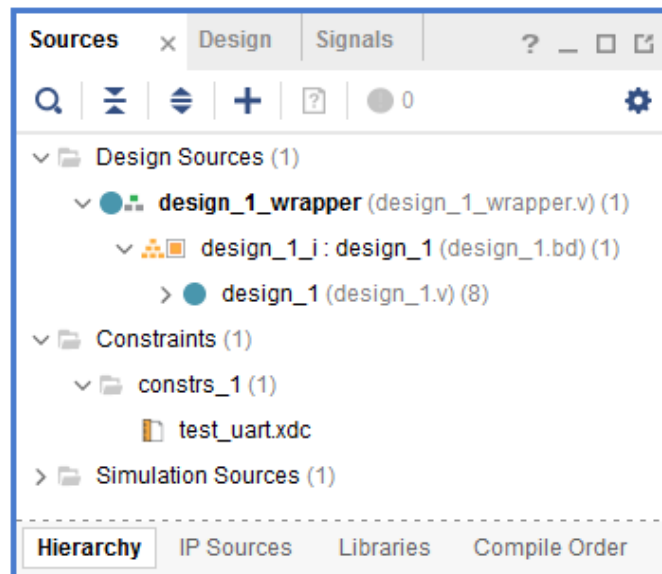 Sources × Design Signals ? _
? 0
Design Sources (1)
design_1_wrapper (design_1_wrapper.v) (1)
design_1_i : design_1 (design_1.bd) (1)
design_1 (design_1.v) (8)
Constraints (1)
constrs_1 (1)
test_uart.xdc
Simulation Sources (1)
Hierarchy IP Sources Libraries Compile Order